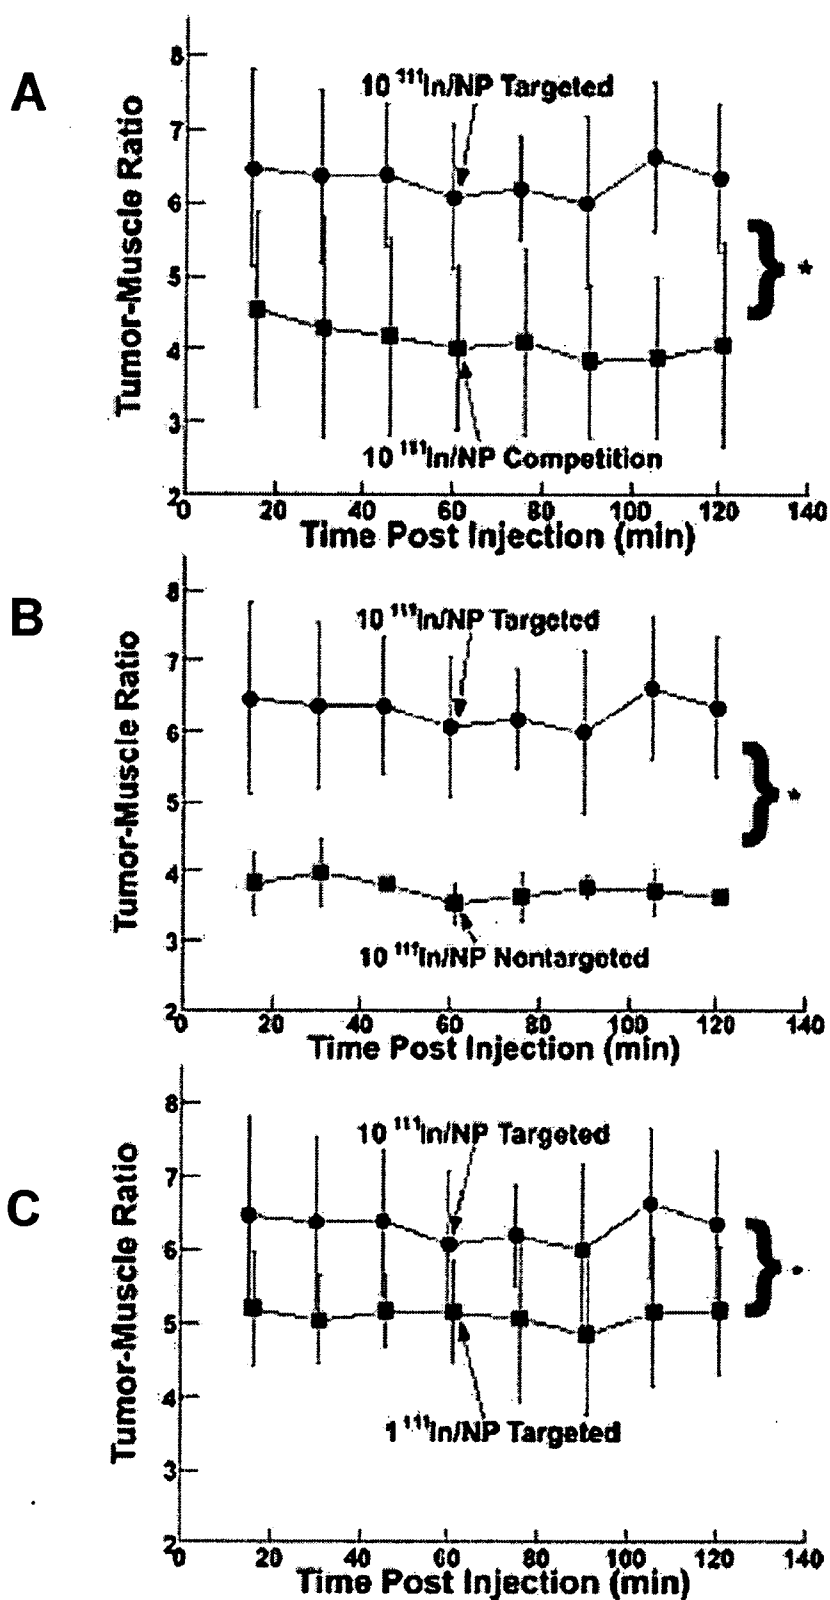 A
Tumor-Muscle Ratio
8
7
6
5
4
3
2
10 ¹¹¹In/NP Targeted
*
10 ¹¹¹In/NP Competition
0 20 40 60 80 100 120 140
Time Post Injection (min)
B
Tumor-Muscle Ratio
8
7
6
5
4
3
2
10 ¹¹¹In/NP Targeted
*
10 ¹¹¹In/NP Nontargeted
0 20 40 60 80 100 120 140
Time Post Injection (min)
C
Tumor-Muscle Ratio
8
7
6
5
4
3
2
10 ¹¹¹In/NP Targeted
1 ¹¹¹In/NP Targeted
0 20 40 60 80 100 120 140
Time Post Injection (min)